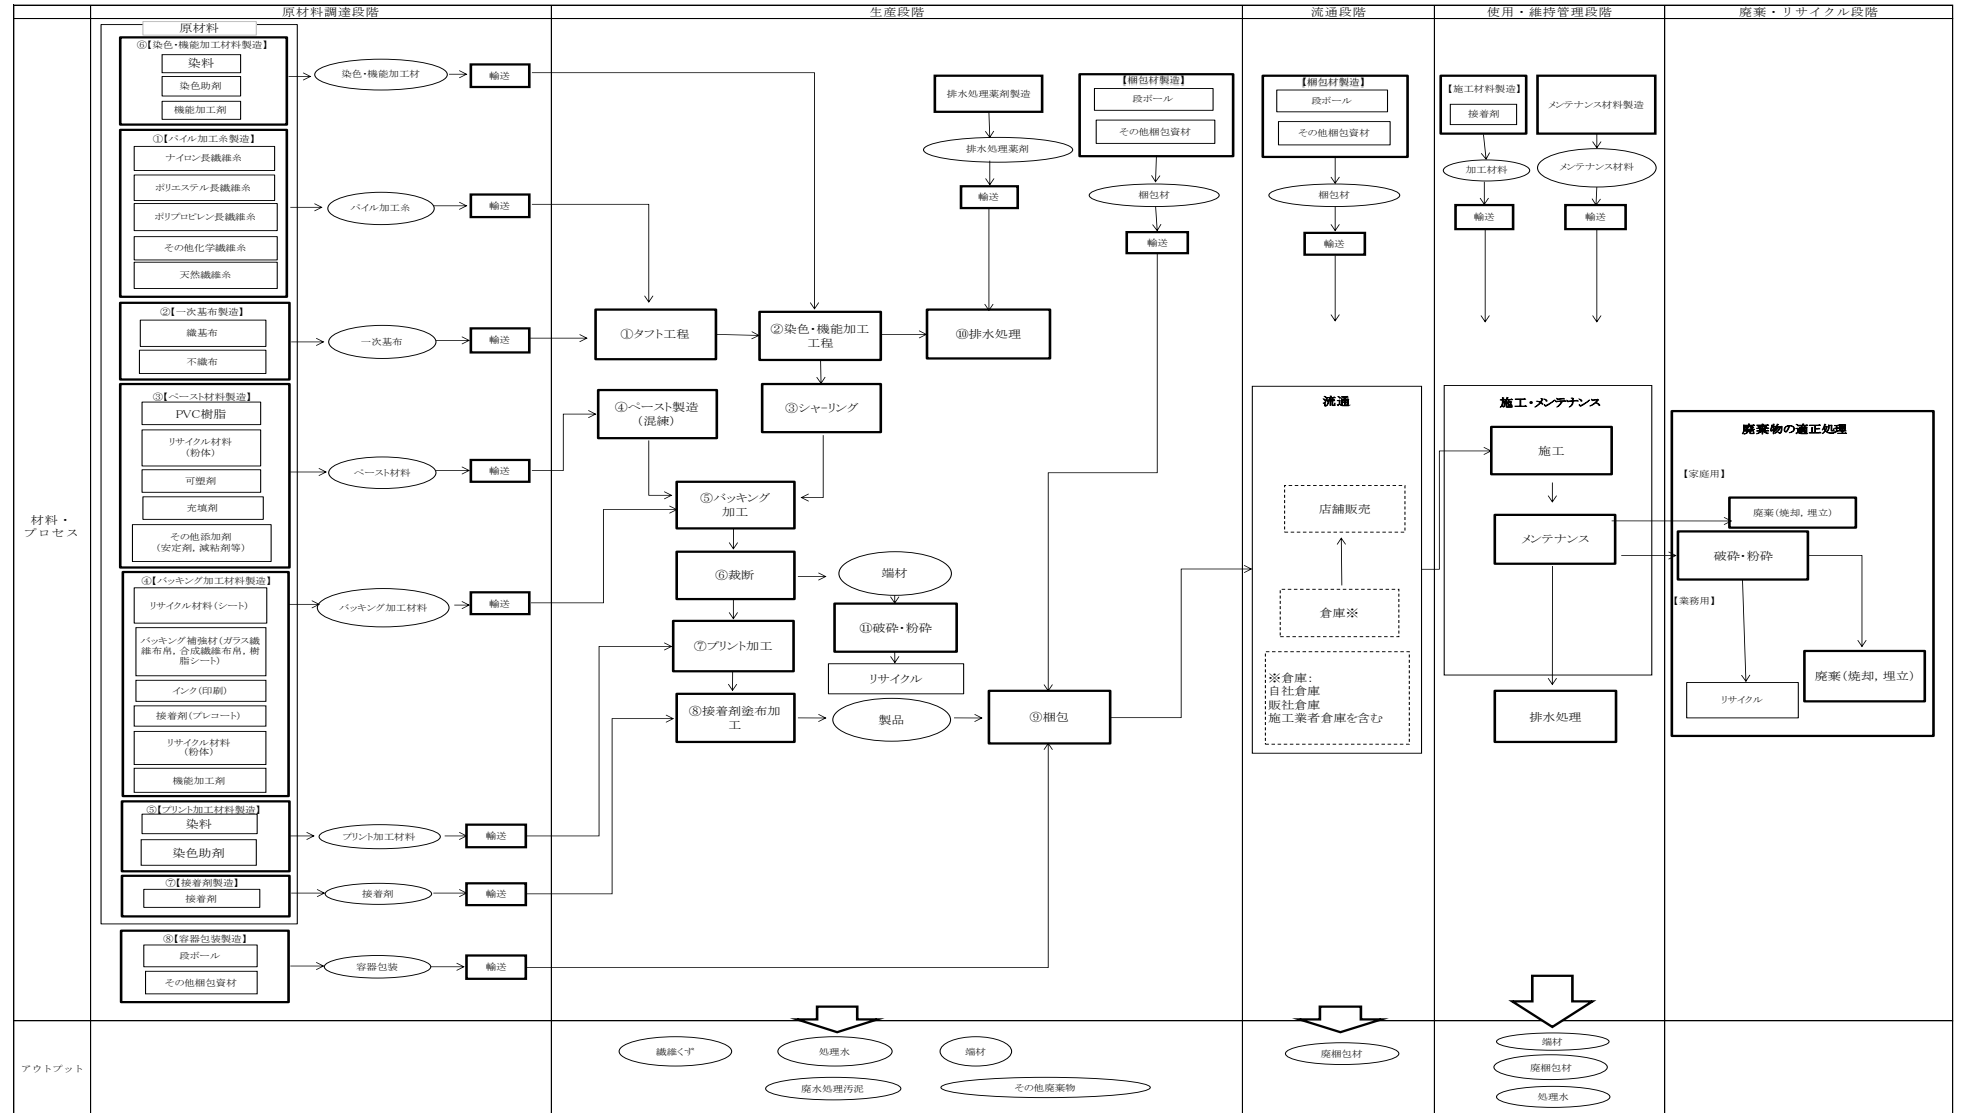 原材料調達段階
生産段階
流通段階
使用・維持管理段階
廃棄・リサイクル段階
材料・
プロセス
原材料
⑥【染色・機能加工材料製造】
染料
染色助剤
機能加工剤
染色・機能加工材
輸送
①【パイル加工糸製造】
ナイロン長繊維糸
ポリエステル長繊維糸
ポリプロピレン長繊維糸
その他化学繊維糸
天然繊維糸
パイル加工糸
輸送
②【一次基布製造】
織基布
不織布
一次基布
輸送
③【ペースト材料製造】
PVC樹脂
リサイクル材料
(粉体)
可塑剤
充填剤
その他添加剤
(安定剤, 減粘剤等)
ペースト材料
輸送
④【バッキング加工材料製造】
リサイクル材料(シート)
バッキング補強材(ガラス繊
維布帛, 合成繊維布帛, 樹
脂シート)
インク(印刷)
接着剤(プレコート)
リサイクル材料
(粉体)
機能加工剤
バッキング加工材料
輸送
⑤【プリント加工材料製造】
染料
染色助剤
プリント加工材料
輸送
⑦【接着剤製造】
接着剤
接着剤
輸送
⑧【容器包装製造】
段ボール
その他梱包資材
容器包装
輸送
排水処理薬剤製造
排水処理薬剤
輸送
【梱包材製造】
段ボール
その他梱包資材
梱包材
輸送
①タフト工程
②染色・機能加工
工程
⑩排水処理
④ペースト製造
(混練)
③シャーリング
⑤バッキング
加工
⑥裁断
端材
⑪破砕・粉砕
リサイクル
⑦プリント加工
⑧接着剤塗布加
工
製品
⑨梱包
【梱包材製造】
段ボール
その他梱包資材
梱包材
輸送
流通
店舗販売
倉庫※
※倉庫:
自社倉庫
販社倉庫
施工業者倉庫を含む
【施工材料製造】
接着剤
加工材料
輸送
メンテナンス材料製造
メンテナンス材料
輸送
施工・メンテナンス
施工
メンテナンス
排水処理
廃棄物の適正処理
【家庭用】
廃棄(焼却, 埋立)
破砕・粉砕
【業務用】
廃棄(焼却, 埋立)
リサイクル
アウトプット
繊維くず
処理水
端材
廃水処理汚泥
その他廃棄物
廃梱包材
端材
廃梱包材
処理水